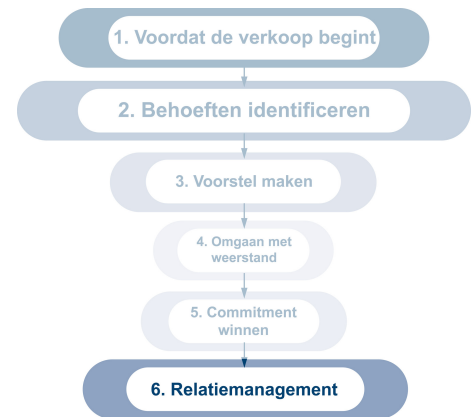 1. Voordat de verkoop begint
2. Behoeften identificeren
3. Voorstel maken
4. Omgaan met
weerstand
5. Commitment
winnen
6. Relatiemanagement